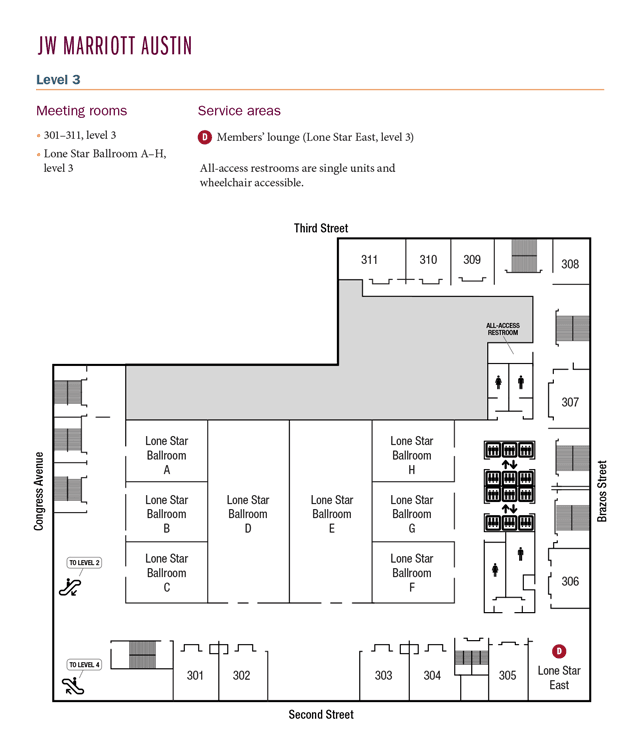 JW MARRIOTT AUSTIN
Level 3
Meeting rooms
• 301–311, level 3
• Lone Star Ballroom A–H,
level 3
Service areas
D Members’ lounge (Lone Star East, level 3)
All-access restrooms are single units and
wheelchair accessible.
Third Street
311
310
309
308
ALL-ACCESS
RESTROOM
307
Lone Star
Ballroom
A
Lone Star
Ballroom
H
Congress Avenue
Brazos Street
Lone Star
Ballroom
B
Lone Star
Ballroom
D
Lone Star
Ballroom
E
Lone Star
Ballroom
G
Lone Star
Ballroom
C
Lone Star
Ballroom
F
TO LEVEL 2
306
TO LEVEL 4
301
302
303
304
305
D
Lone Star
East
Second Street